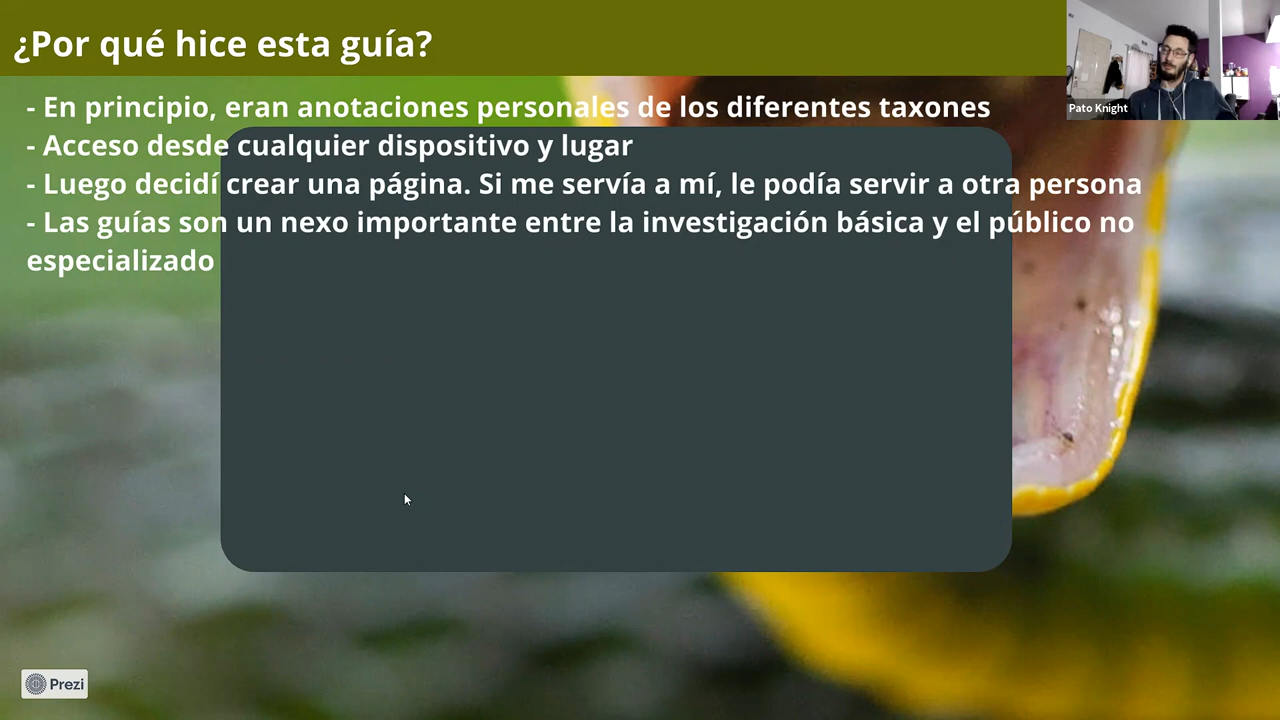 ¿Por qué hice esta guía?
Pato Knight
- En principio, eran anotaciones personales de los diferentes taxones
- Acceso desde cualquier dispositivo y lugar
- Luego decidí crear una página. Si me servía a mí, le podía servir a otra persona
- Las guías son un nexo importante entre la investigación básica y el público no
especializado
Prezi